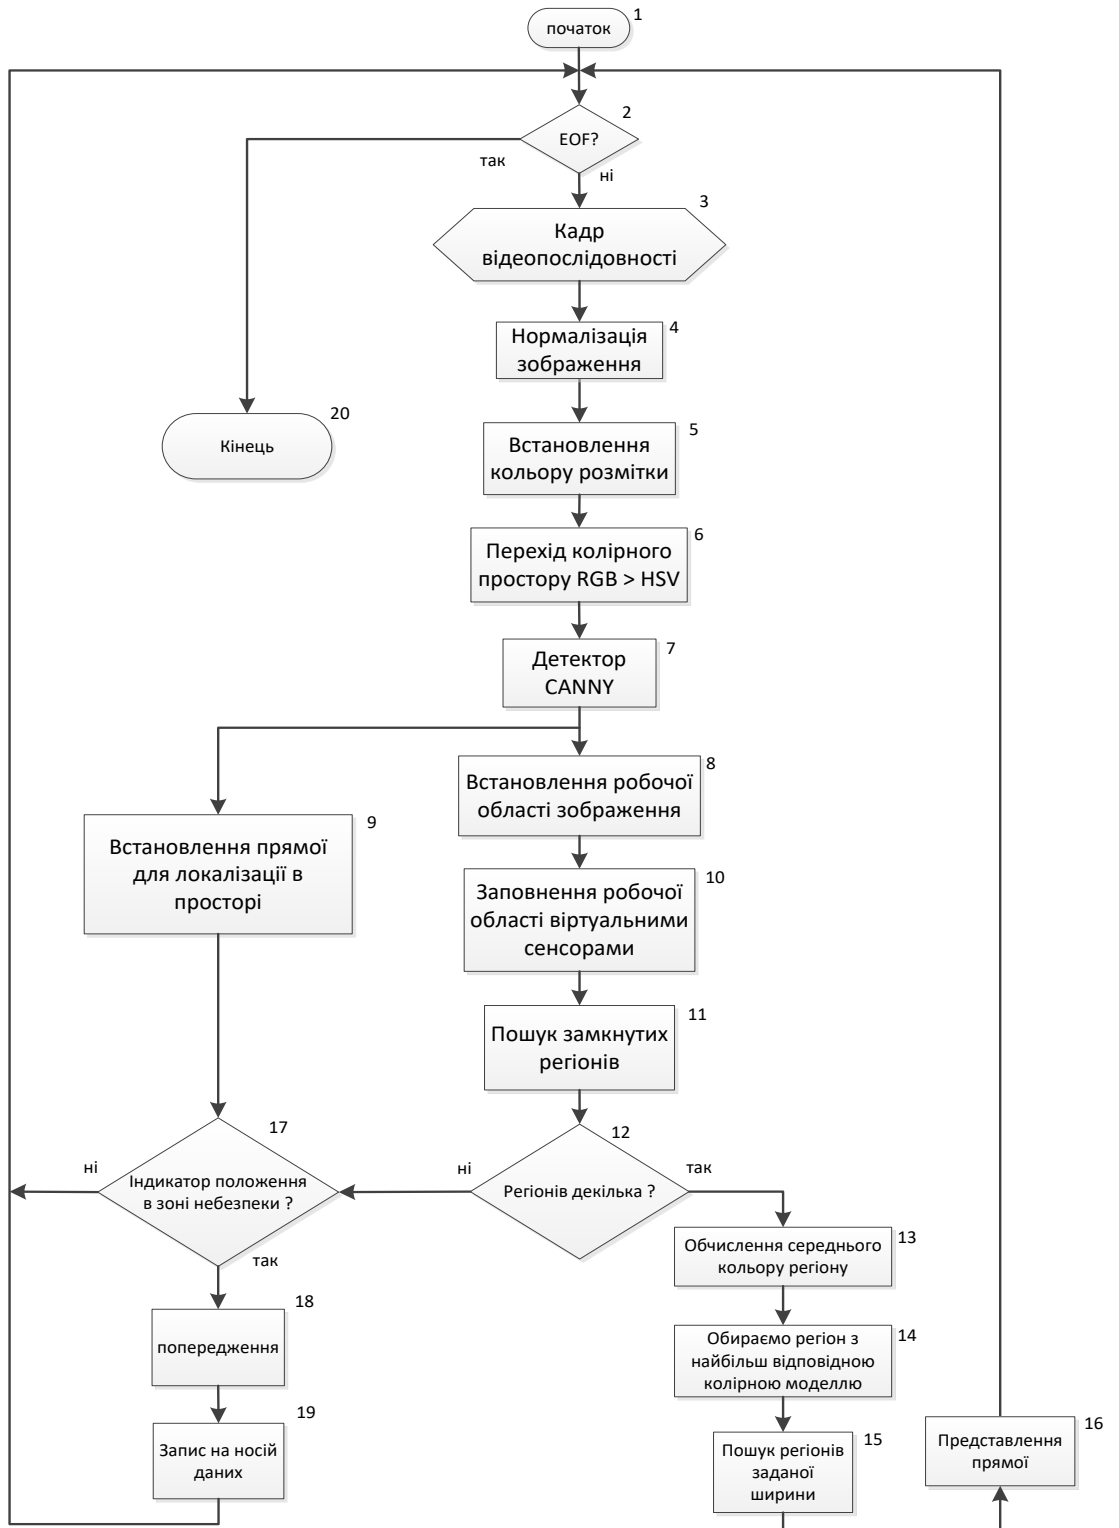 початок
1
2
EOF?
так
ні
3
Кадр
відеопослідовності
4
Нормалізація
зображення
20
Кінець
5
Встановлення
кольору розмітки
6
Перехід колірного
простору RGB > HSV
7
Детектор
CANNY
8
Встановлення робочої
області зображення
9
Встановлення прямої
для локалізації в
просторі
10
Заповнення робочої
області віртуальними
сенсорами
11
Пошук замкнутих
регіонів
17
ні
Індикатор положення
в зоні небезпеки ?
так
12
ні
Регіонів декілька ?
так
13
Обчислення середнього
кольору регіону
18
попередження
14
Обираємо регіон з
найбільш відповідною
колірною моделлю
19
Запис на носій
даних
15
Пошук регіонів
заданої
ширини
16
Представлення
прямої